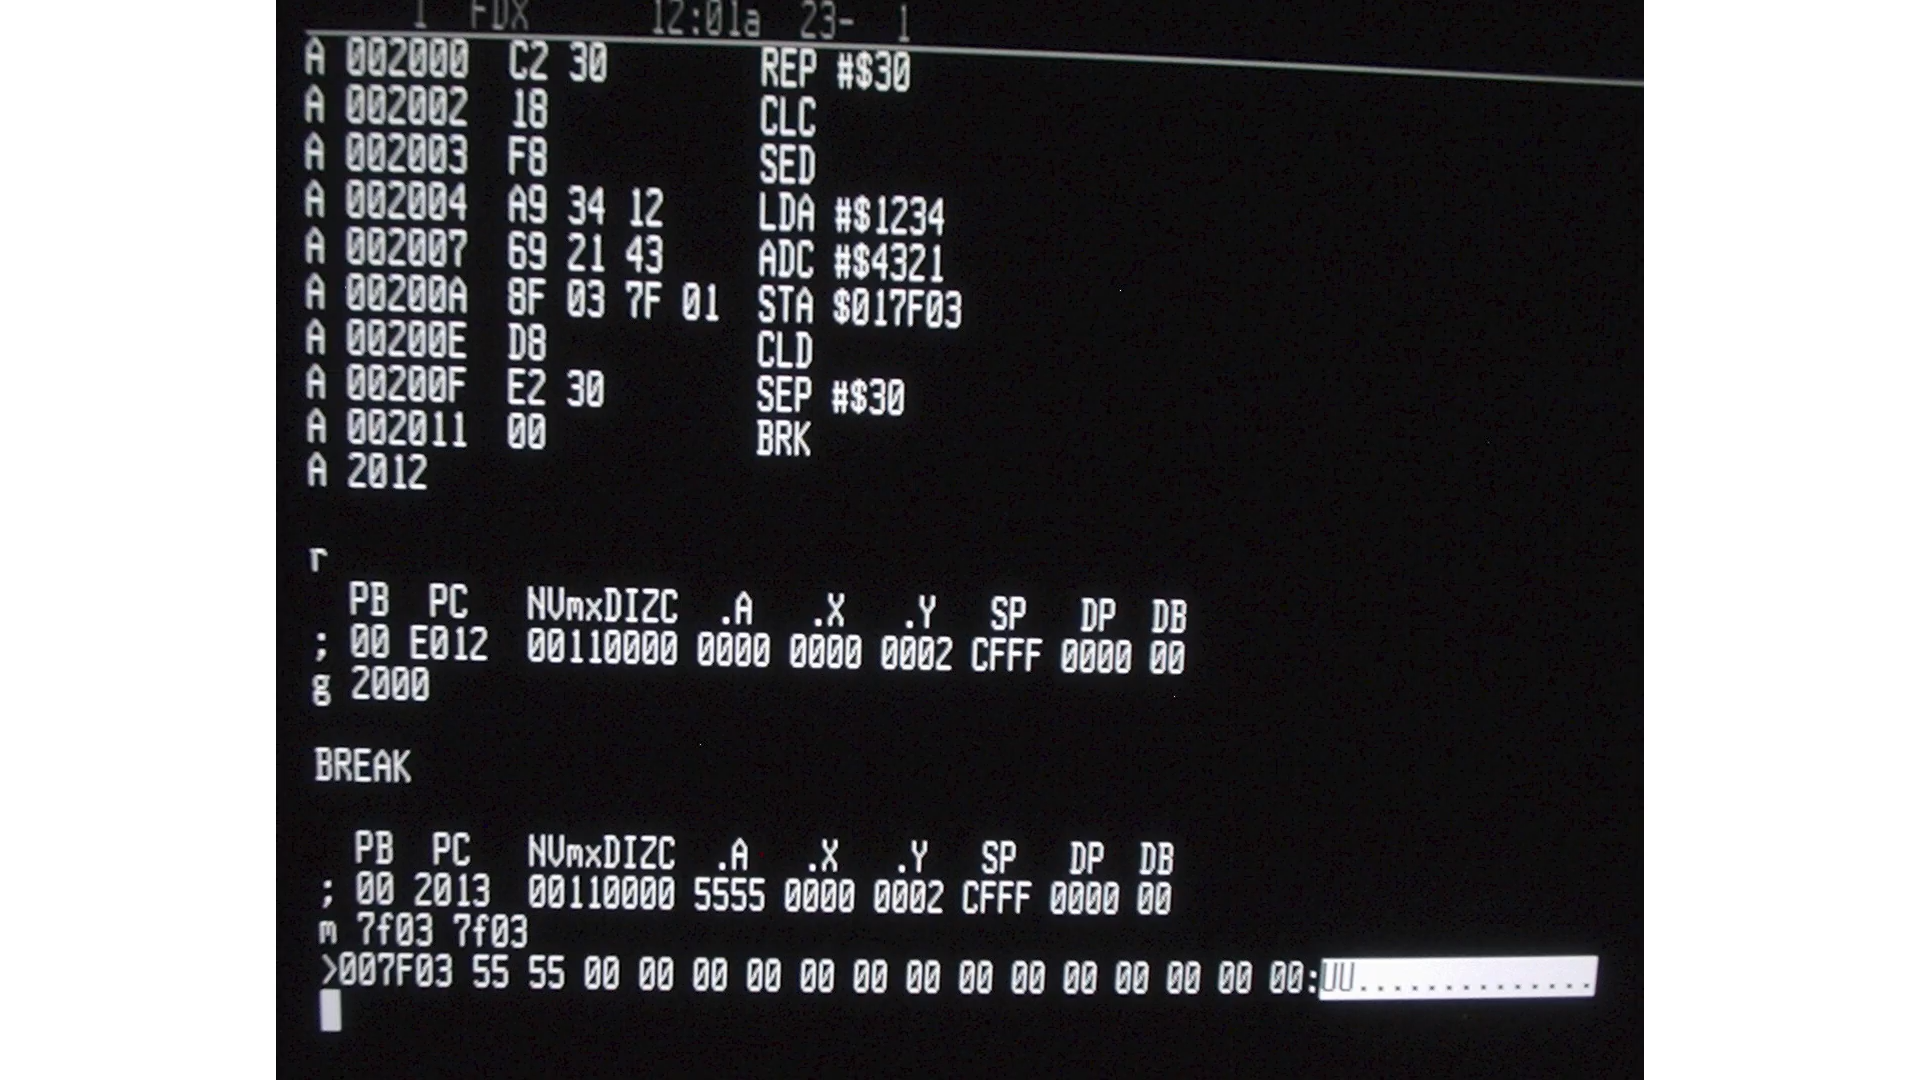 1 FDX 12:01a 23- 1
A 002000 C2 30 REP #$30
A 002002 18 CLC
A 002003 F8 SED
A 002004 A9 34 12 LDA #$1234
A 002007 69 21 43 ADC #$4321
A 00200A 8F 03 7F 01 STA $017F03
A 00200E D8 CLD
A 00200F E2 30 SEP #$30
A 002011 00 BRK
A 2012
r
PB PC NVmxDIZC .A .X .Y SP DP DB
; 00 E012 00110000 0000 0000 0002 CFFF 0000 00
g 2000
BREAK
PB PC NVmxDIZC .A .X .Y SP DP DB
; 00 2013 00110000 5555 0000 0002 CFFF 0000 00
m 7f03 7f03
>007F03 55 55 00 00 00 00 00 00 00 00 00 00 00 00 00 00:UU..............